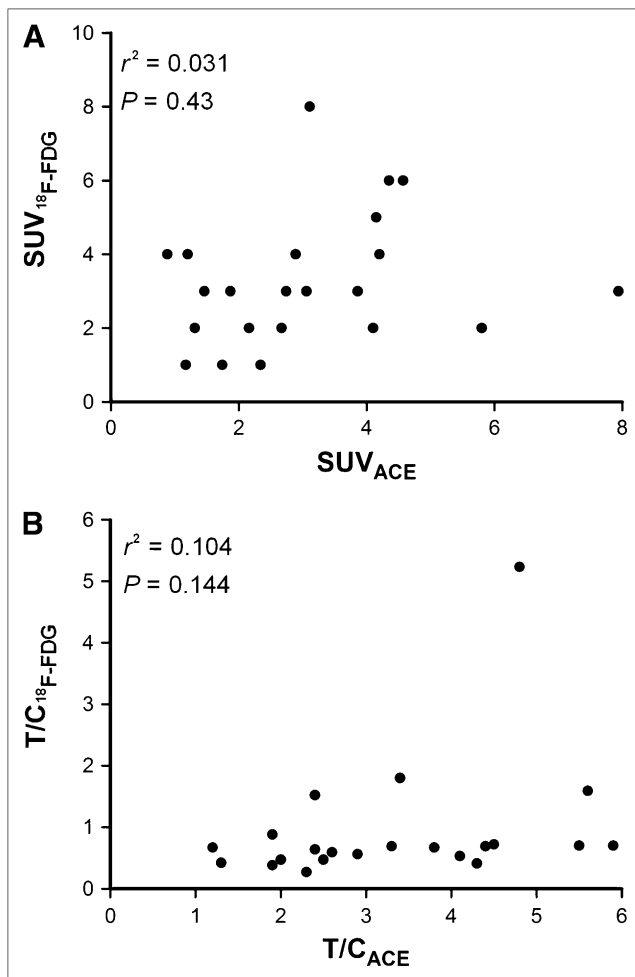 A
r² = 0.031
P = 0.43
SUV18F-FDG
10
8
6
4
2
0
0 2 4 6 8
SUVACE
B
r² = 0.104
P = 0.144
T/C18F-FDG
6
5
4
3
2
1
0
0 1 2 3 4 5 6
T/CACE